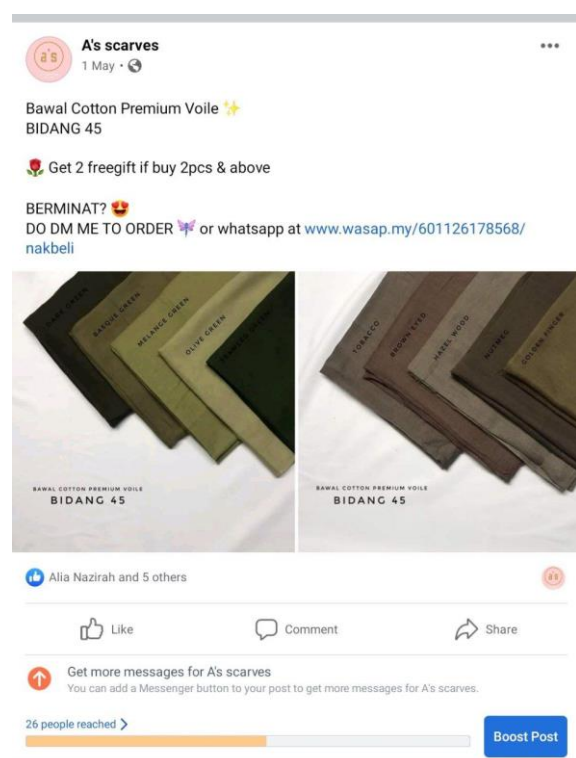 A's scarves
1 May
Bawal Cotton Premium Voile ✨
BIDANG 45
🌹 Get 2 freegift if buy 2pcs & above
BERMINAT? 😍
DO DM ME TO ORDER or whatsapp at www.wasap.my/601126178568/
nakbeli
DARK GREEN
BASQUE GREEN
MELANGE GREEN
OLIVE GREEN
GREEN
BAWAL COTTON PREMIUM VOILE
BIDANG 45
TOBACCO
BROWN EYED
HAZEL WOOD
NUTMEG
GOLDEN FINGER
BAWAL COTTON PREMIUM VOILE
BIDANG 45
Alia Nazirah and 5 others
Like
Comment
Share
Get more messages for A's scarves
You can add a Messenger button to your post to get more messages for A's scarves.
26 people reached
Boost Post